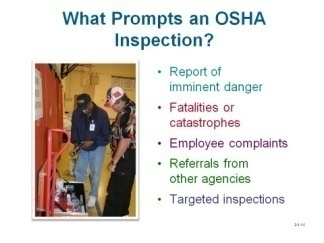 What Prompts an OSHA
Inspection?
• Report of
imminent danger
• Fatalities or
catastrophes
• Employee complaints
• Referrals from
other agencies
• Targeted inspections